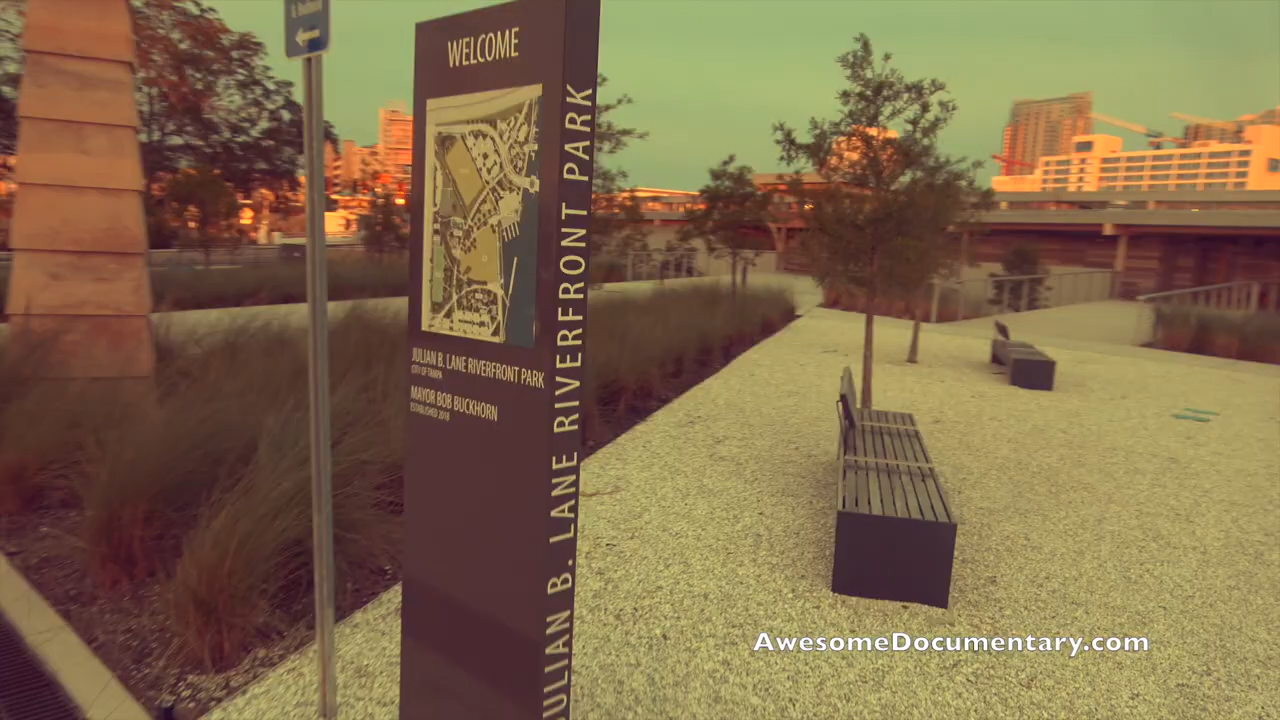 WELCOME
JULIAN B. LANE RIVERFRONT PARK
CITY OF TAMPA
MAYOR BOB BUCKHORN
ESTABLISHED 2018
JULIAN B. LANE RIVERFRONT PARK
AwesomeDocumentary.com